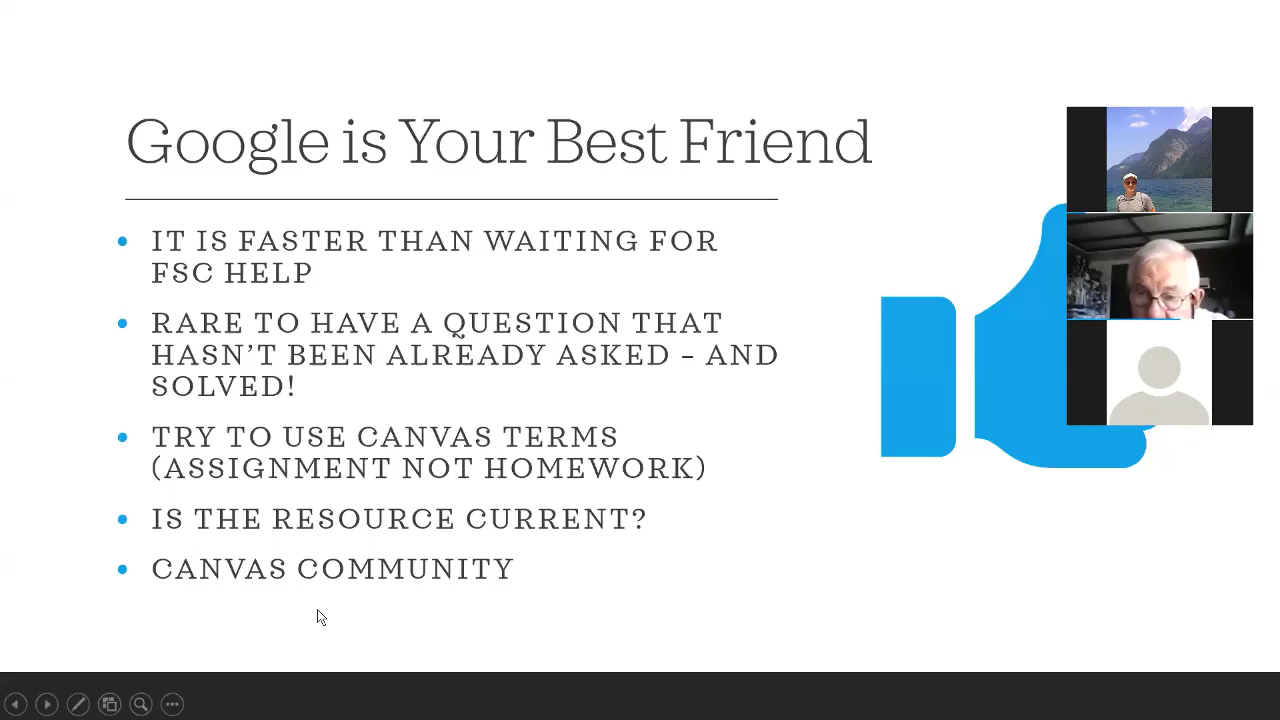 Google is Your Best Friend
IT IS FASTER THAN WAITING FOR
FSC HELP
RARE TO HAVE A QUESTION THAT
HASN'T BEEN ALREADY ASKED – AND
SOLVED!
TRY TO USE CANVAS TERMS
(ASSIGNMENT NOT HOMEWORK)
IS THE RESOURCE CURRENT?
CANVAS COMMUNITY